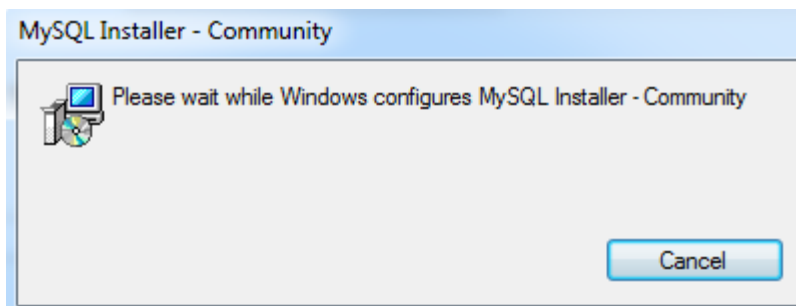 MySQL Installer - Community
Please wait while Windows configures MySQL Installer - Community
Cancel